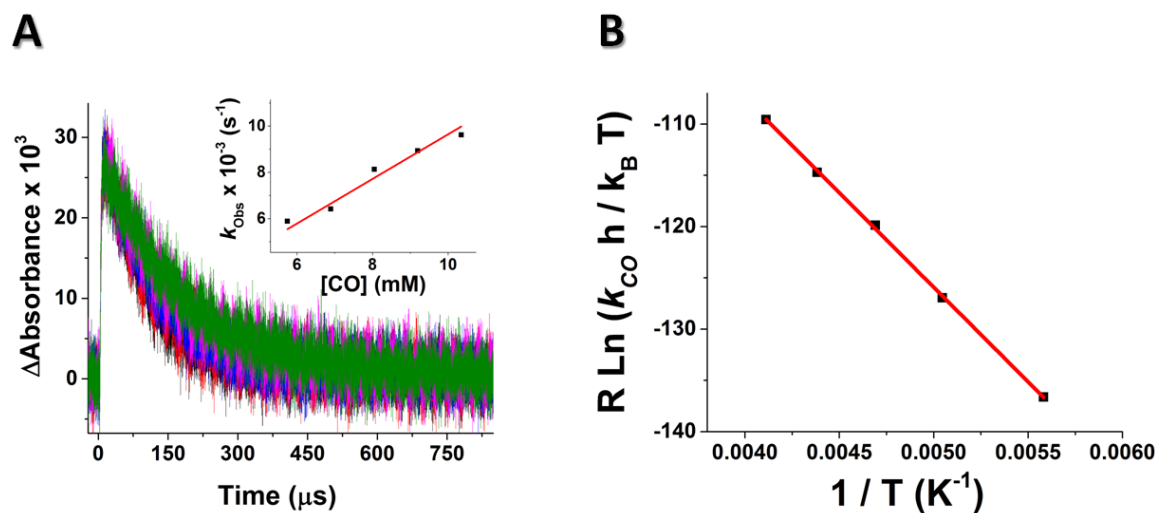 A
B
ΔAbsorbance x 10³
30
20
10
0
0 150 300 450 600 750
Time (μs)
k_Obs x 10⁻³ (s⁻¹)
10
8
6
6 8 10
[CO] (mM)
R Ln (k_CO h / k_B T)
-110
-120
-130
-140
0.0040 0.0045 0.0050 0.0055 0.0060
1 / T (K⁻¹)